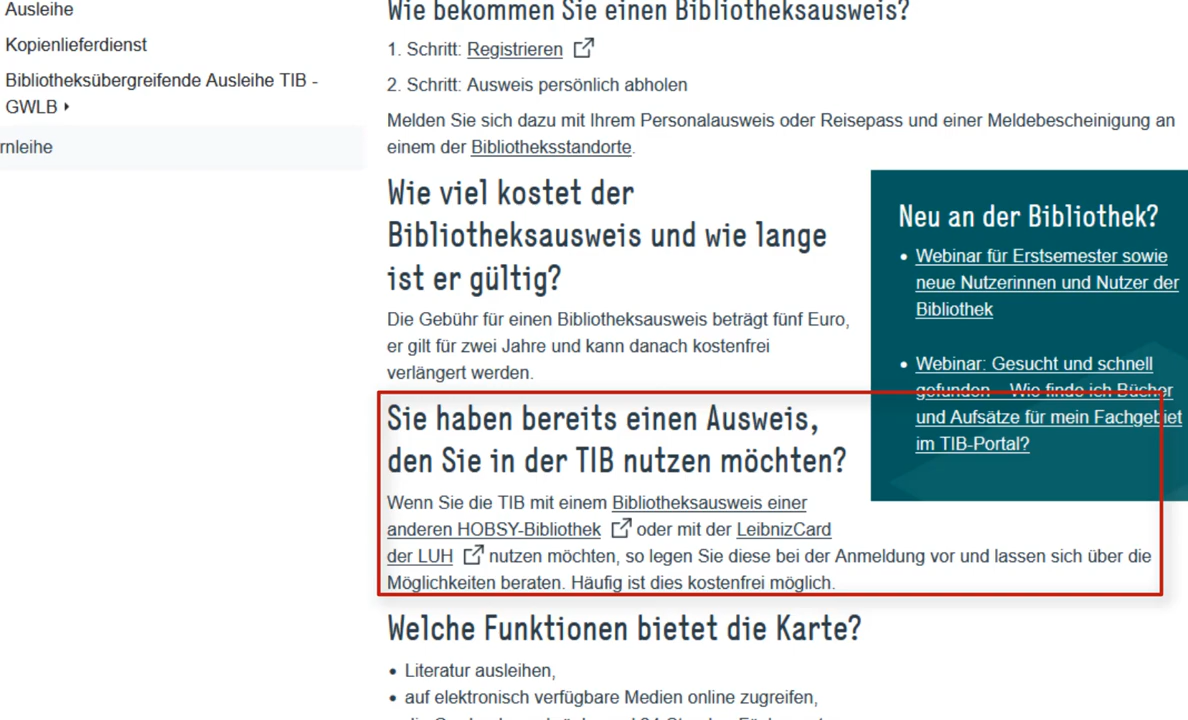 Ausleihe
Kopienlieferdienst
Bibliotheksübergreifende Ausleihe TIB -
GWLB
rnleihe
Wie bekommen Sie einen Bibliotheksausweis?
1. Schritt: Registrieren
2. Schritt: Ausweis persönlich abholen
Melden Sie sich dazu mit Ihrem Personalausweis oder Reisepass und einer Meldebescheinigung an
einem der Bibliotheksstandorte.
Wie viel kostet der
Bibliotheksausweis und wie lange
ist er gültig?
Die Gebühr für einen Bibliotheksausweis beträgt fünf Euro,
er gilt für zwei Jahre und kann danach kostenfrei
verlängert werden.
Neu an der Bibliothek?
• Webinar für Erstsemester sowie
neue Nutzerinnen und Nutzer der
Bibliothek
• Webinar: Gesucht und schnell
gefunden – Wie finde ich Bücher
und Aufsätze für mein Fachgebiet
im TIB-Portal?
Sie haben bereits einen Ausweis,
den Sie in der TIB nutzen möchten?
Wenn Sie die TIB mit einem Bibliotheksausweis einer
anderen HOBSY-Bibliothek oder mit der LeibnizCard
der LUH nutzen möchten, so legen Sie diese bei der Anmeldung vor und lassen sich über die
Möglichkeiten beraten. Häufig ist dies kostenfrei möglich.
Welche Funktionen bietet die Karte?
• Literatur ausleihen,
• auf elektronisch verfügbare Medien online zugreifen,